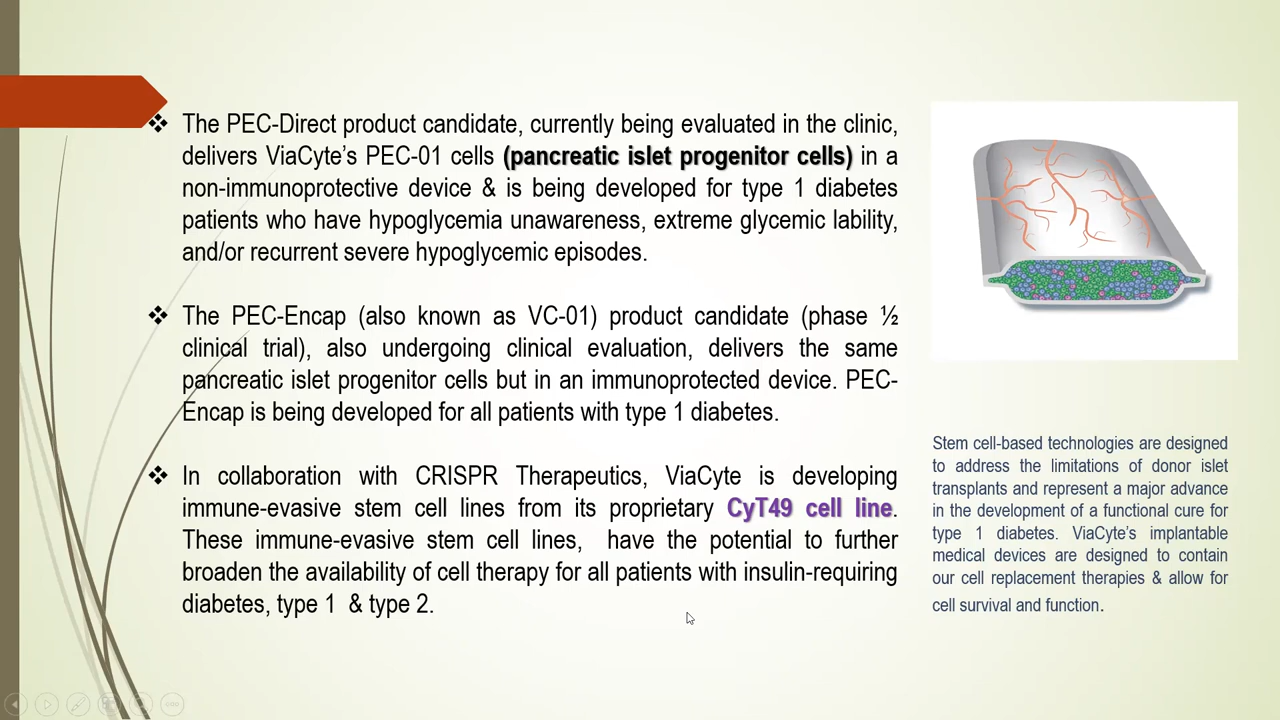 ❖ The PEC-Direct product candidate, currently being evaluated in the clinic,
delivers ViaCyte’s PEC-01 cells (pancreatic islet progenitor cells) in a
non-immunoprotective device & is being developed for type 1 diabetes
patients who have hypoglycemia unawareness, extreme glycemic lability,
and/or recurrent severe hypoglycemic episodes.
❖ The PEC-Encap (also known as VC-01) product candidate (phase ½
clinical trial), also undergoing clinical evaluation, delivers the same
pancreatic islet progenitor cells but in an immunoprotected device. PEC-
Encap is being developed for all patients with type 1 diabetes.
❖ In collaboration with CRISPR Therapeutics, ViaCyte is developing
immune-evasive stem cell lines from its proprietary CyT49 cell line.
These immune-evasive stem cell lines,  have the potential to further
broaden the availability of cell therapy for all patients with insulin-requiring
diabetes, type 1  & type 2.
Stem cell-based technologies are designed
to address the limitations of donor islet
transplants and represent a major advance
in the development of a functional cure for
type 1 diabetes. ViaCyte’s implantable
medical devices are designed to contain
our cell replacement therapies & allow for
cell survival and function.